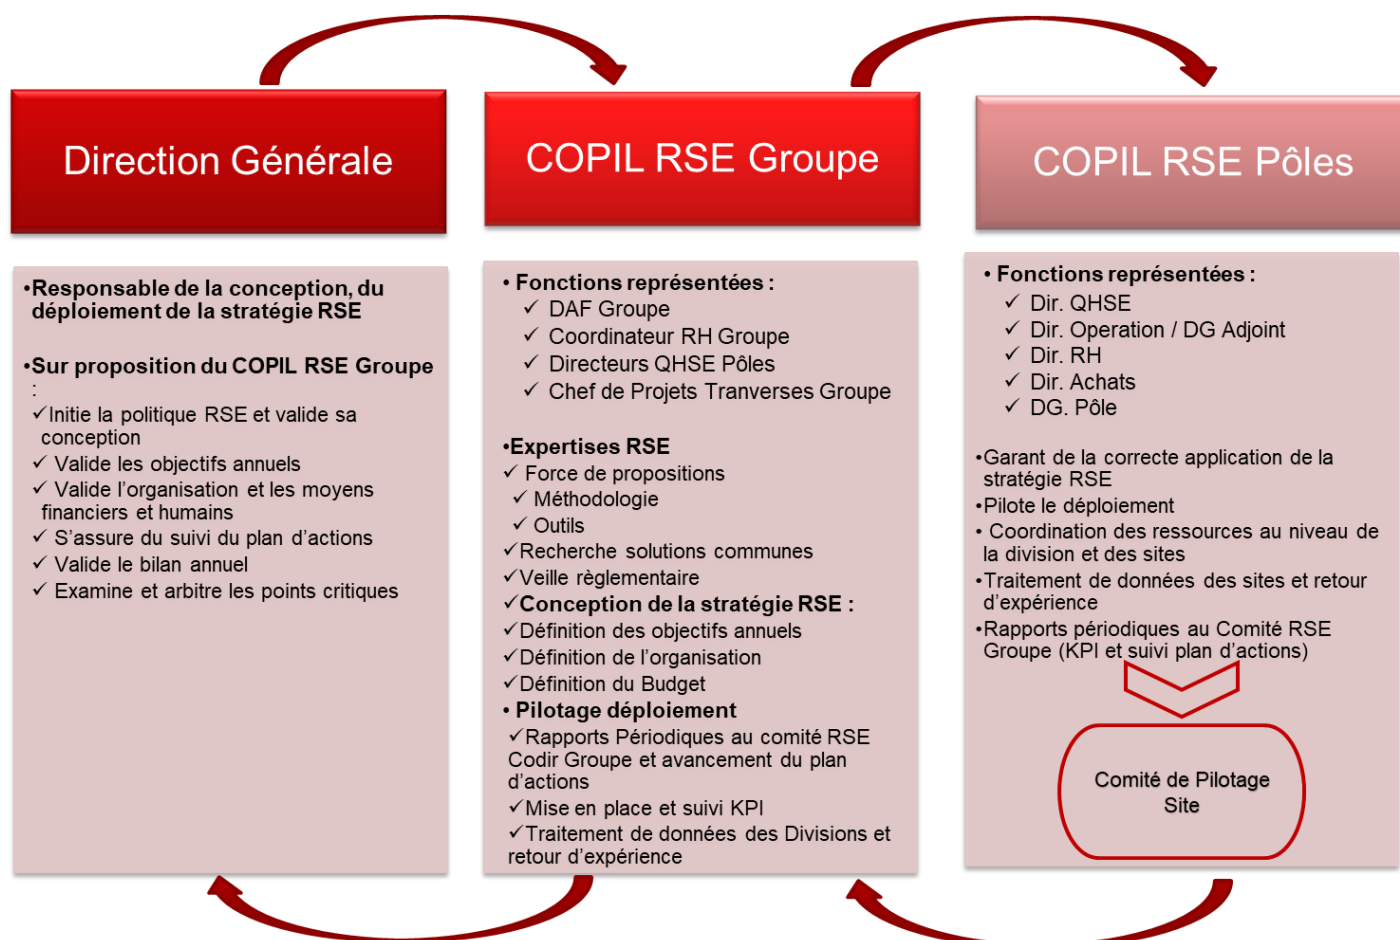 Direction Générale
•Responsable de la conception, du
déploiement de la stratégie RSE
•Sur proposition du COPIL RSE Groupe
:
✓Initie la politique RSE et valide sa
conception
✓ Valide les objectifs annuels
✓ Valide l’organisation et les moyens
financiers et humains
✓ S’assure du suivi du plan d’actions
✓ Valide le bilan annuel
✓ Examine et arbitre les points critiques
COPIL RSE Groupe
• Fonctions représentées :
✓ DAF Groupe
✓ Coordinateur RH Groupe
✓ Directeurs QHSE Pôles
✓ Chef de Projets Tranverses Groupe
•Expertises RSE
✓ Force de propositions
✓ Méthodologie
✓ Outils
✓Recherche solutions communes
✓Veille règlementaire
✓Conception de la stratégie RSE :
✓Définition des objectifs annuels
✓Définition de l’organisation
✓Définition du Budget
• Pilotage déploiement
✓Rapports Périodiques au comité RSE
Codir Groupe et avancement du plan
d’actions
✓Mise en place et suivi KPI
✓Traitement de données des Divisions et
retour d’expérience
COPIL RSE Pôles
• Fonctions représentées :
✓ Dir. QHSE
✓ Dir. Operation / DG Adjoint
✓ Dir. RH
✓ Dir. Achats
✓ DG. Pôle
•Garant de la correcte application de la
stratégie RSE
•Pilote le déploiement
• Coordination des ressources au niveau de
la division et des sites
•Traitement de données des sites et retour
d’expérience
•Rapports périodiques au Comité RSE
Groupe (KPI et suivi plan d’actions)
Comité de Pilotage
Site